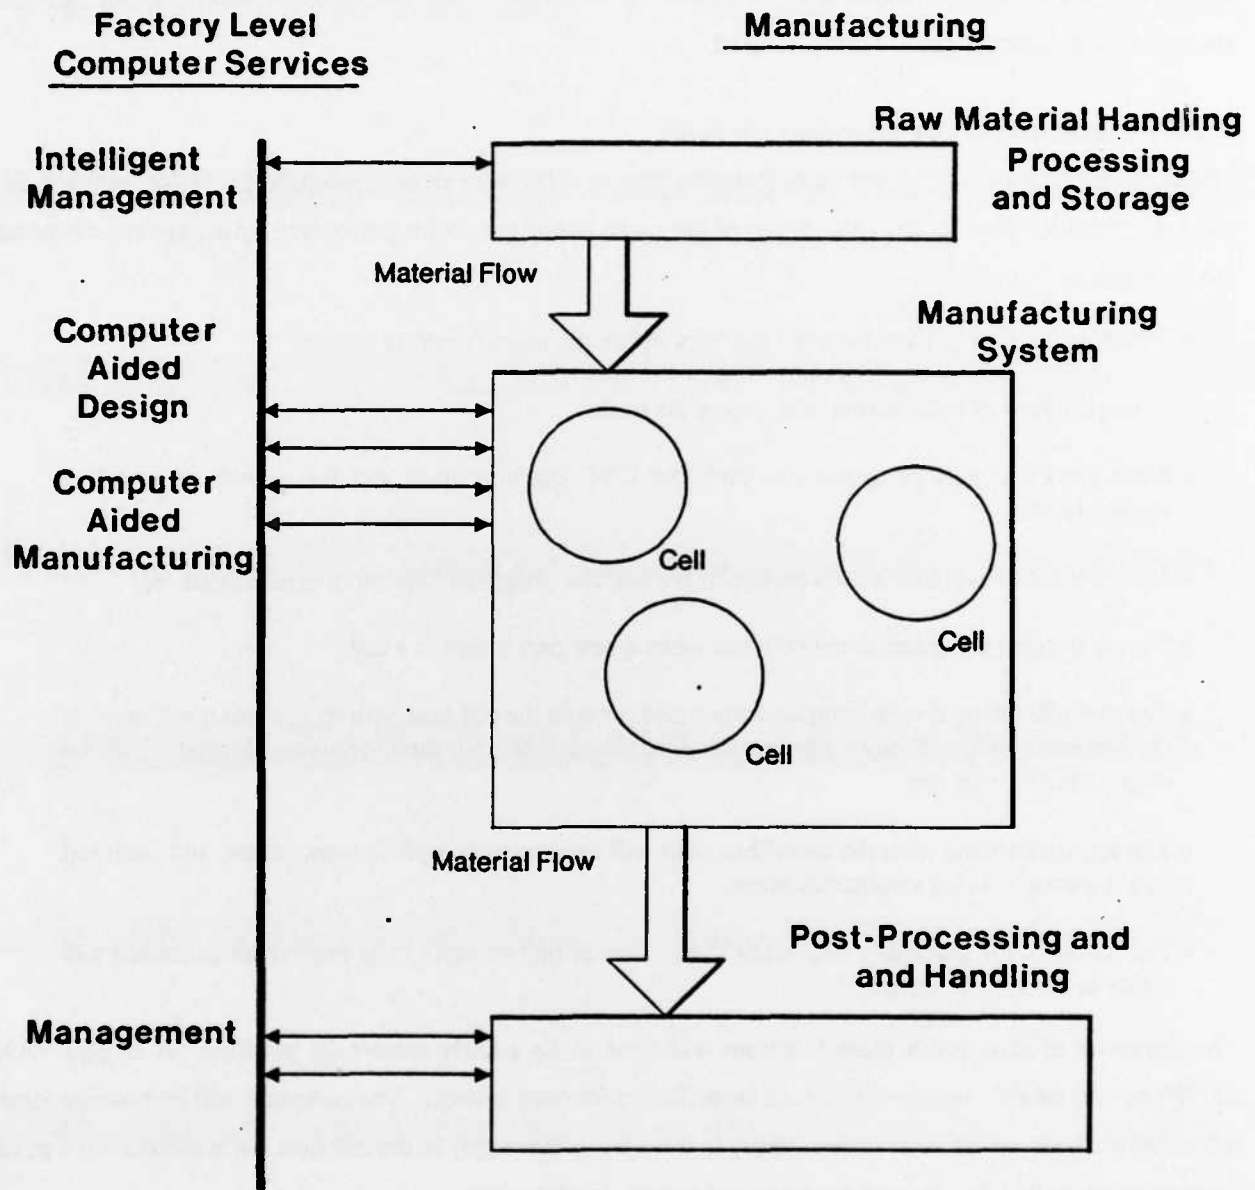 Factory Level
Computer Services
Manufacturing
Raw Material Handling
Processing
and Storage
Intelligent
Management
Material Flow
Manufacturing
System
Computer
Aided
Design
Computer
Aided
Manufacturing
Cell
Cell
Cell
Material Flow
Post-Processing and
and Handling
Management